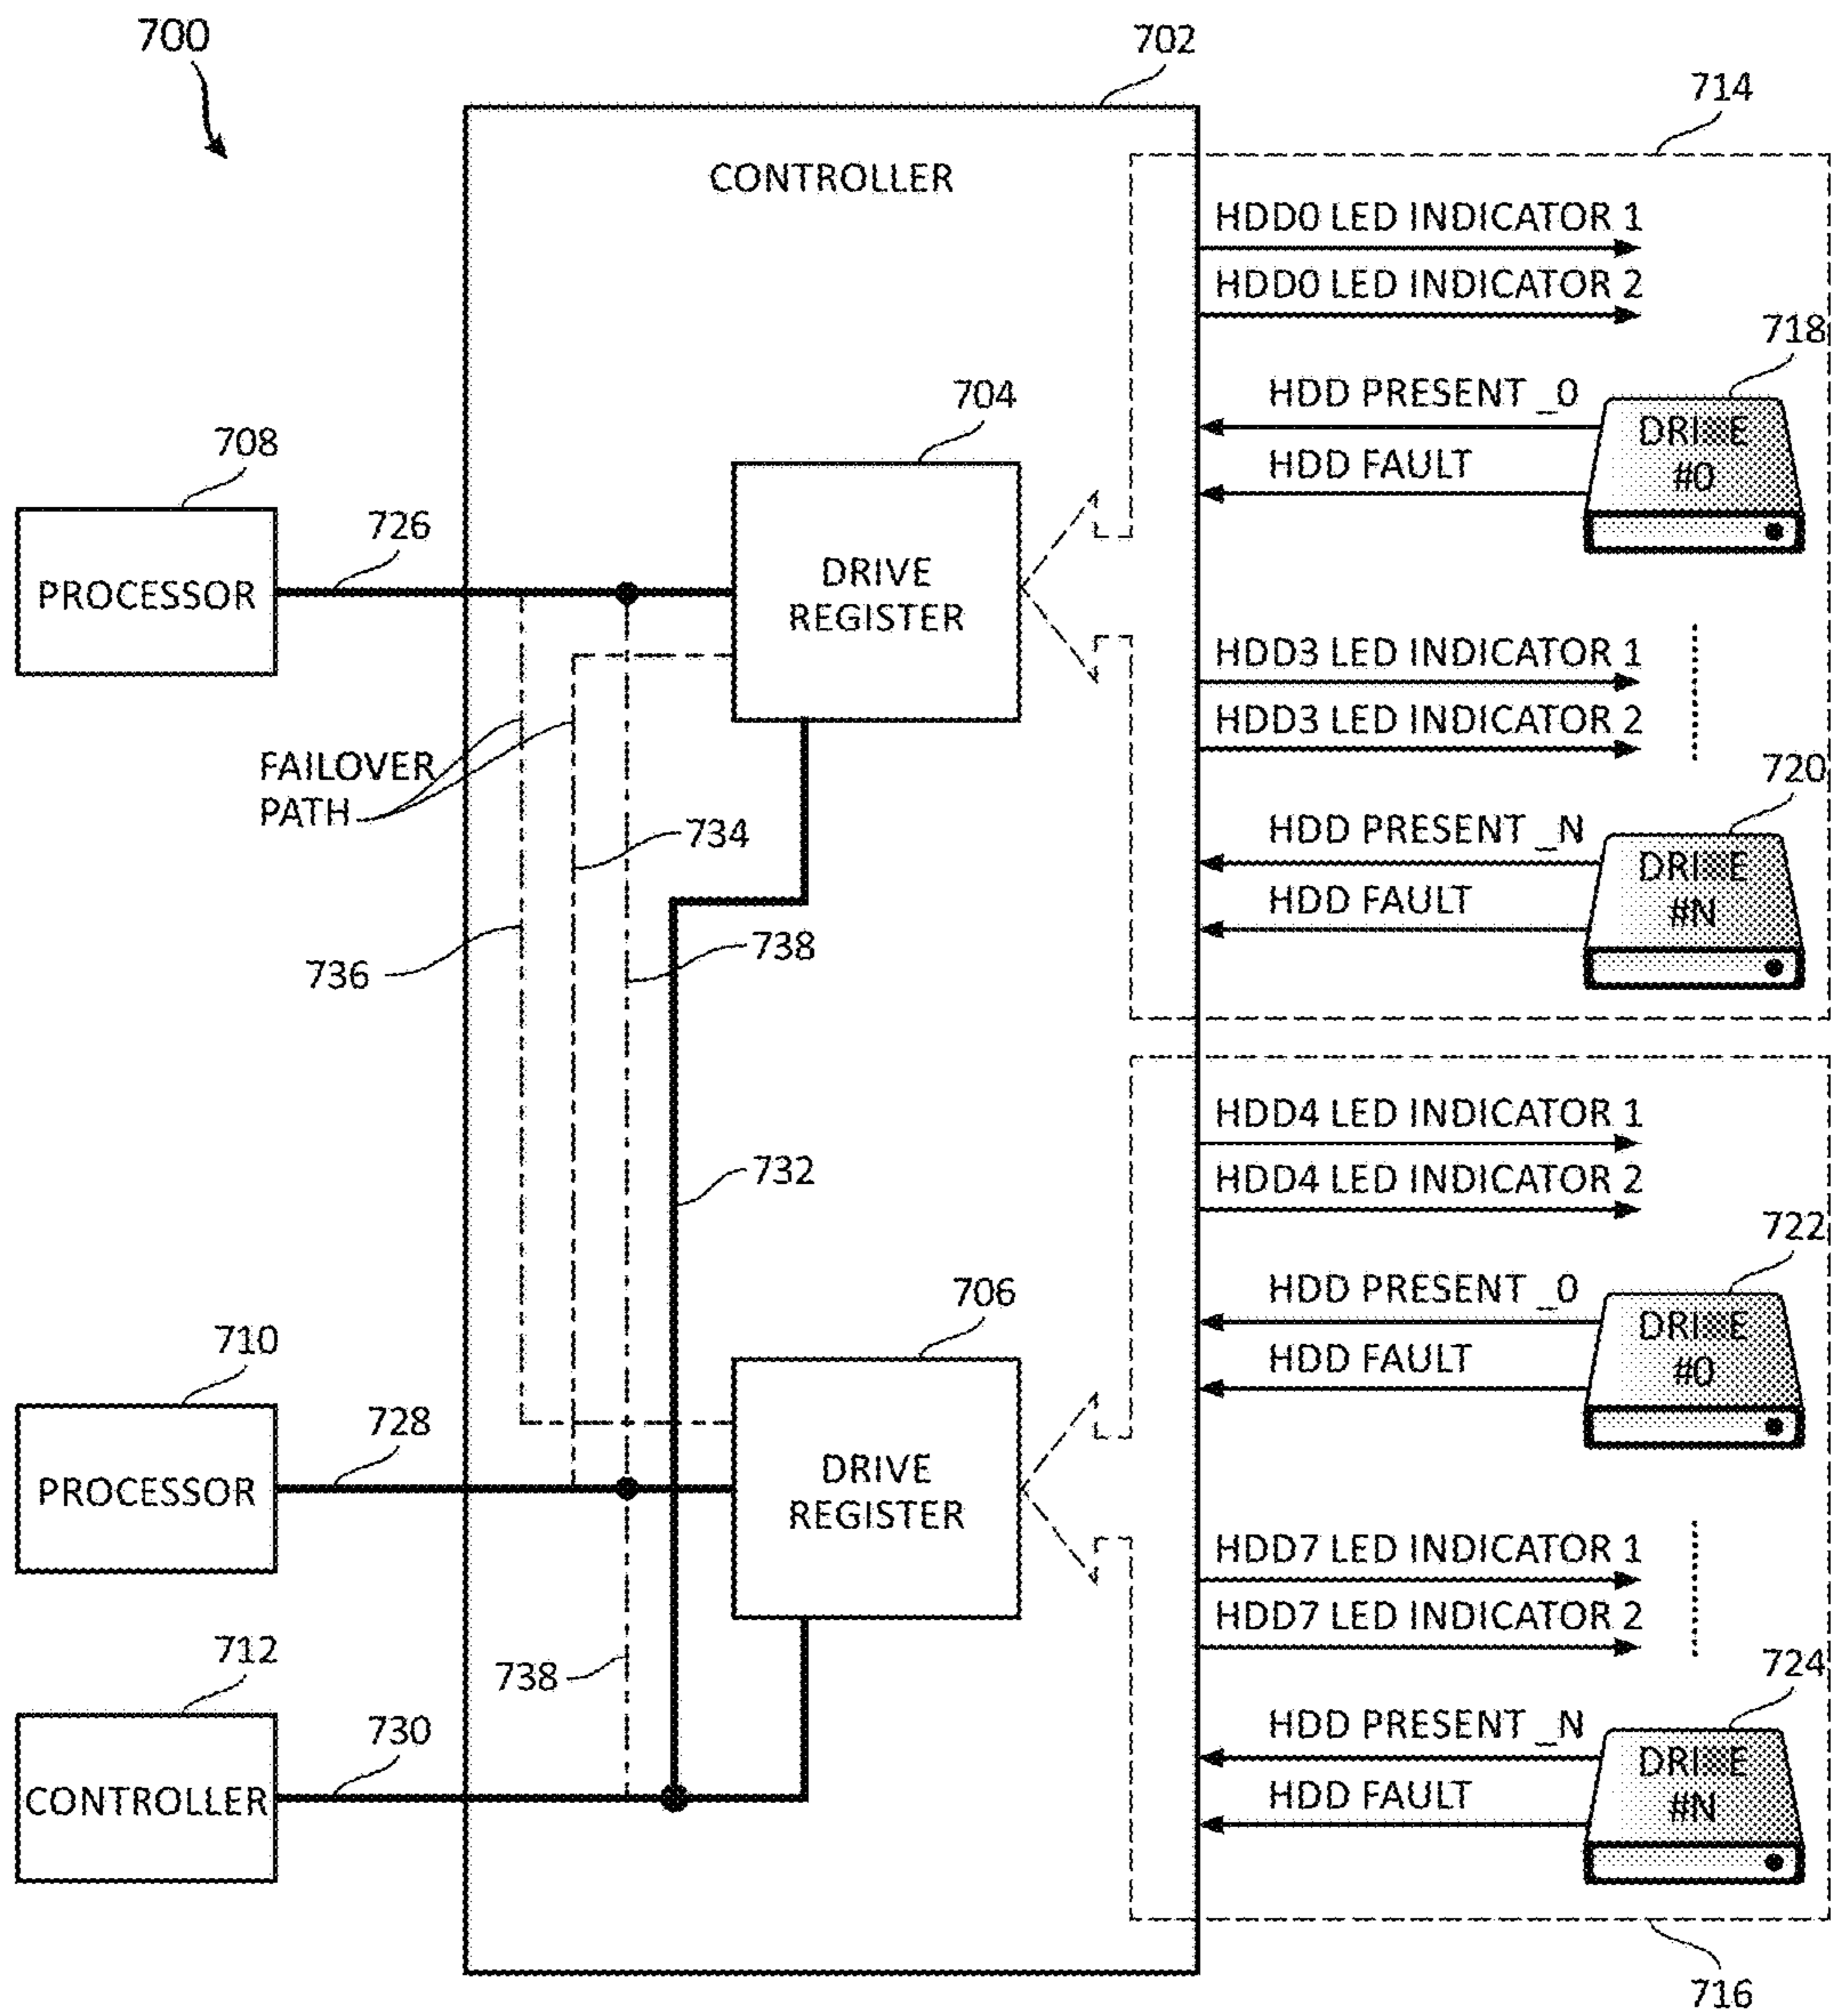 700
702
714
CONTROLLER
HDD0 LED INDICATOR 1
HDD0 LED INDICATOR 2
718
HDD PRESENT _0
DRIVE
#0
HDD FAULT
704
708
726
PROCESSOR
DRIVE
REGISTER
HDD3 LED INDICATOR 1
HDD3 LED INDICATOR 2
FAILOVER
PATH
720
734
HDD PRESENT _N
DRIVE
#N
HDD FAULT
738
736
HDD4 LED INDICATOR 1
732
HDD4 LED INDICATOR 2
722
HDD PRESENT _0
DRIVE
#0
HDD FAULT
706
710
728
PROCESSOR
DRIVE
REGISTER
HDD7 LED INDICATOR 1
HDD7 LED INDICATOR 2
712
738
724
730
HDD PRESENT _N
DRIVE
#N
HDD FAULT
CONTROLLER
716